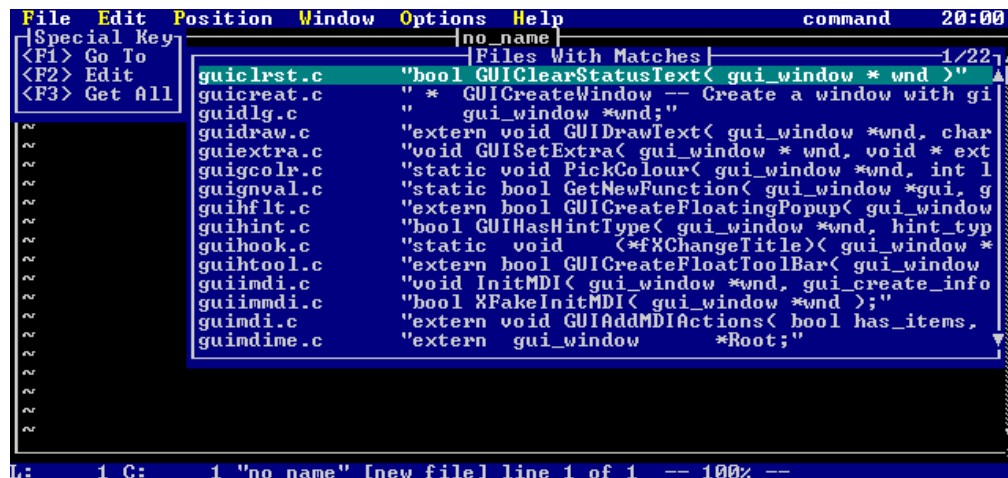 File Edit Position Window Options Help command 20:00
Special Key no_name
<F1> Go To Files With Matches 1/22
<F2> Edit guiclrst.c "bool GUIClearStatusText( gui_window * wnd )"
<F3> Get All guicreat.c " * GUICreateWindow -- Create a window with gi
guidlg.c " gui_window *wnd;"
~ guidraw.c "extern void GUIDrawText( gui_window *wnd, char
~ guiextra.c "void GUISetExtra( gui_window * wnd, void * ext
~ guigcolr.c "static void PickColour( gui_window *wnd, int l
~ guignval.c "static bool GetNewFunction( gui_window *gui, g
~ guihflt.c "extern bool GUICreateFloatingPopup( gui_window
~ guihint.c "bool GUIHasHintType( gui_window *wnd, hint_typ
~ guihook.c "static void (*fXChangeTitle)( gui_window *
~ guihtool.c "extern bool GUICreateFloatToolBar( gui_window
~ guiimdi.c "void InitMDI( gui_window *wnd, gui_create_info
~ guiimmdi.c "bool XFakeInitMDI( gui_window *wnd );"
~ guimdi.c "extern void GUIAddMDIActions( bool has_items,
~ guimdime.c "extern gui_window *Root;"
~
~
~
~
~
L: 1 C: 1 "no_name" [new file] line 1 of 1 -- 100% --